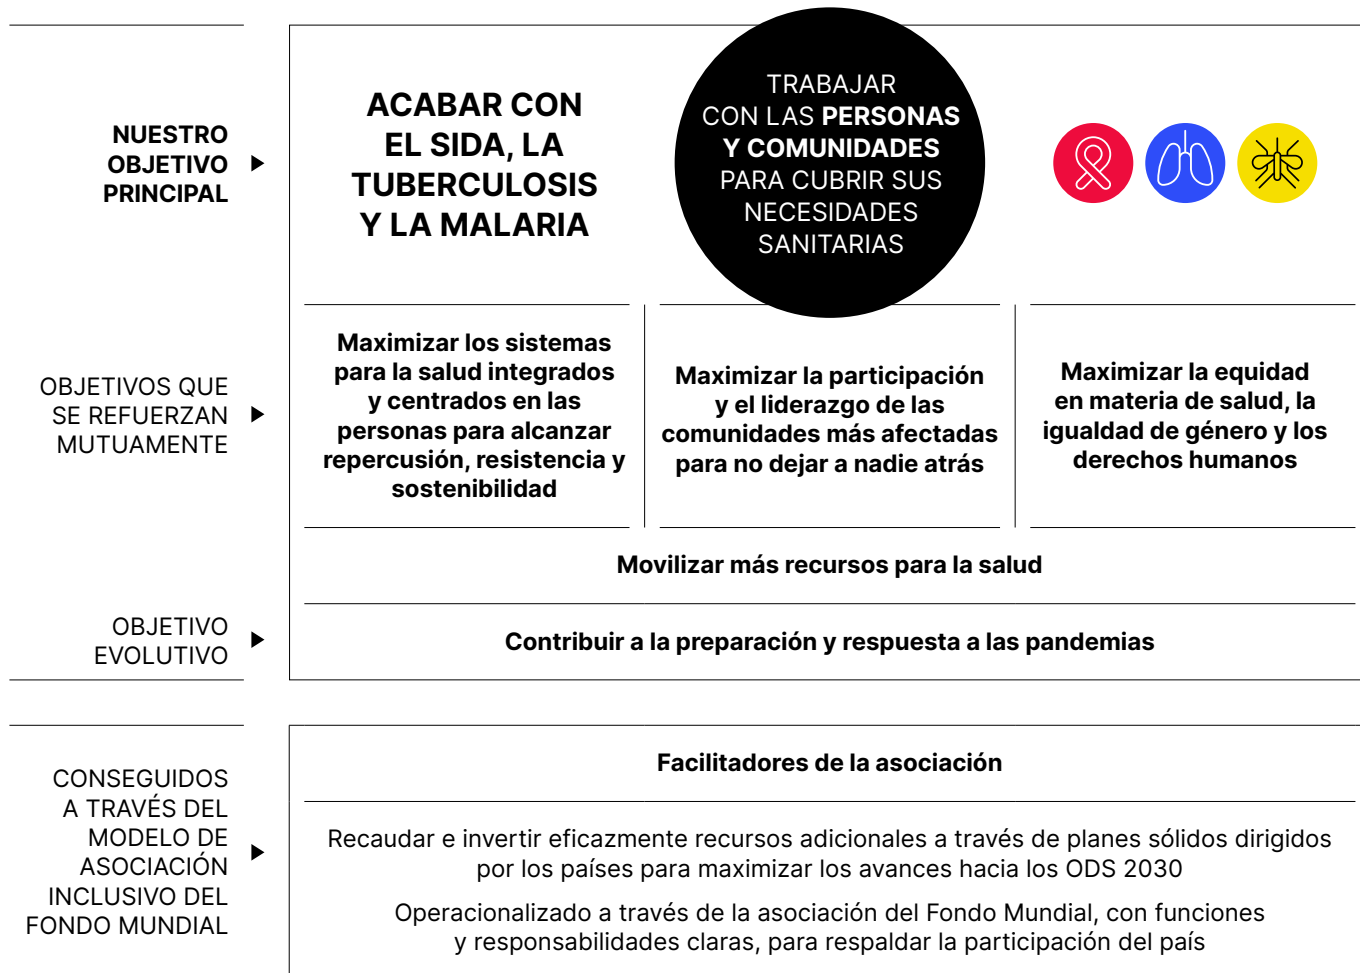 NUESTRO
OBJETIVO
PRINCIPAL
ACABAR CON
EL SIDA, LA
TUBERCULOSIS
Y LA MALARIA
TRABAJAR
CON LAS PERSONAS
Y COMUNIDADES
PARA CUBRIR SUS
NECESIDADES
SANITARIAS
OBJETIVOS QUE
SE REFUERZAN
MUTUAMENTE
Maximizar los sistemas
para la salud integrados
y centrados en las
personas para alcanzar
repercusión, resistencia y
sostenibilidad
Maximizar la participación
y el liderazgo de las
comunidades más afectadas
para no dejar a nadie atrás
Maximizar la equidad
en materia de salud, la
igualdad de género y los
derechos humanos
Movilizar más recursos para la salud
OBJETIVO
EVOLUTIVO
Contribuir a la preparación y respuesta a las pandemias
CONSEGUIDOS
A TRAVÉS DEL
MODELO DE
ASOCIACIÓN
INCLUSIVO DEL
FONDO MUNDIAL
Facilitadores de la asociación
Recaudar e invertir eficazmente recursos adicionales a través de planes sólidos dirigidos
por los países para maximizar los avances hacia los ODS 2030
Operacionalizado a través de la asociación del Fondo Mundial, con funciones
y responsabilidades claras, para respaldar la participación del país